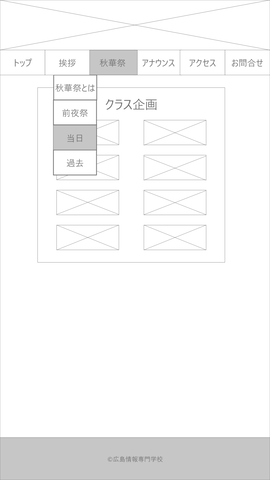 トップ 挨拶 秋華祭 アナウンス アクセス お問合せ
秋華祭とは
前夜祭
当日
過去
クラス企画
©広島情報専門学校